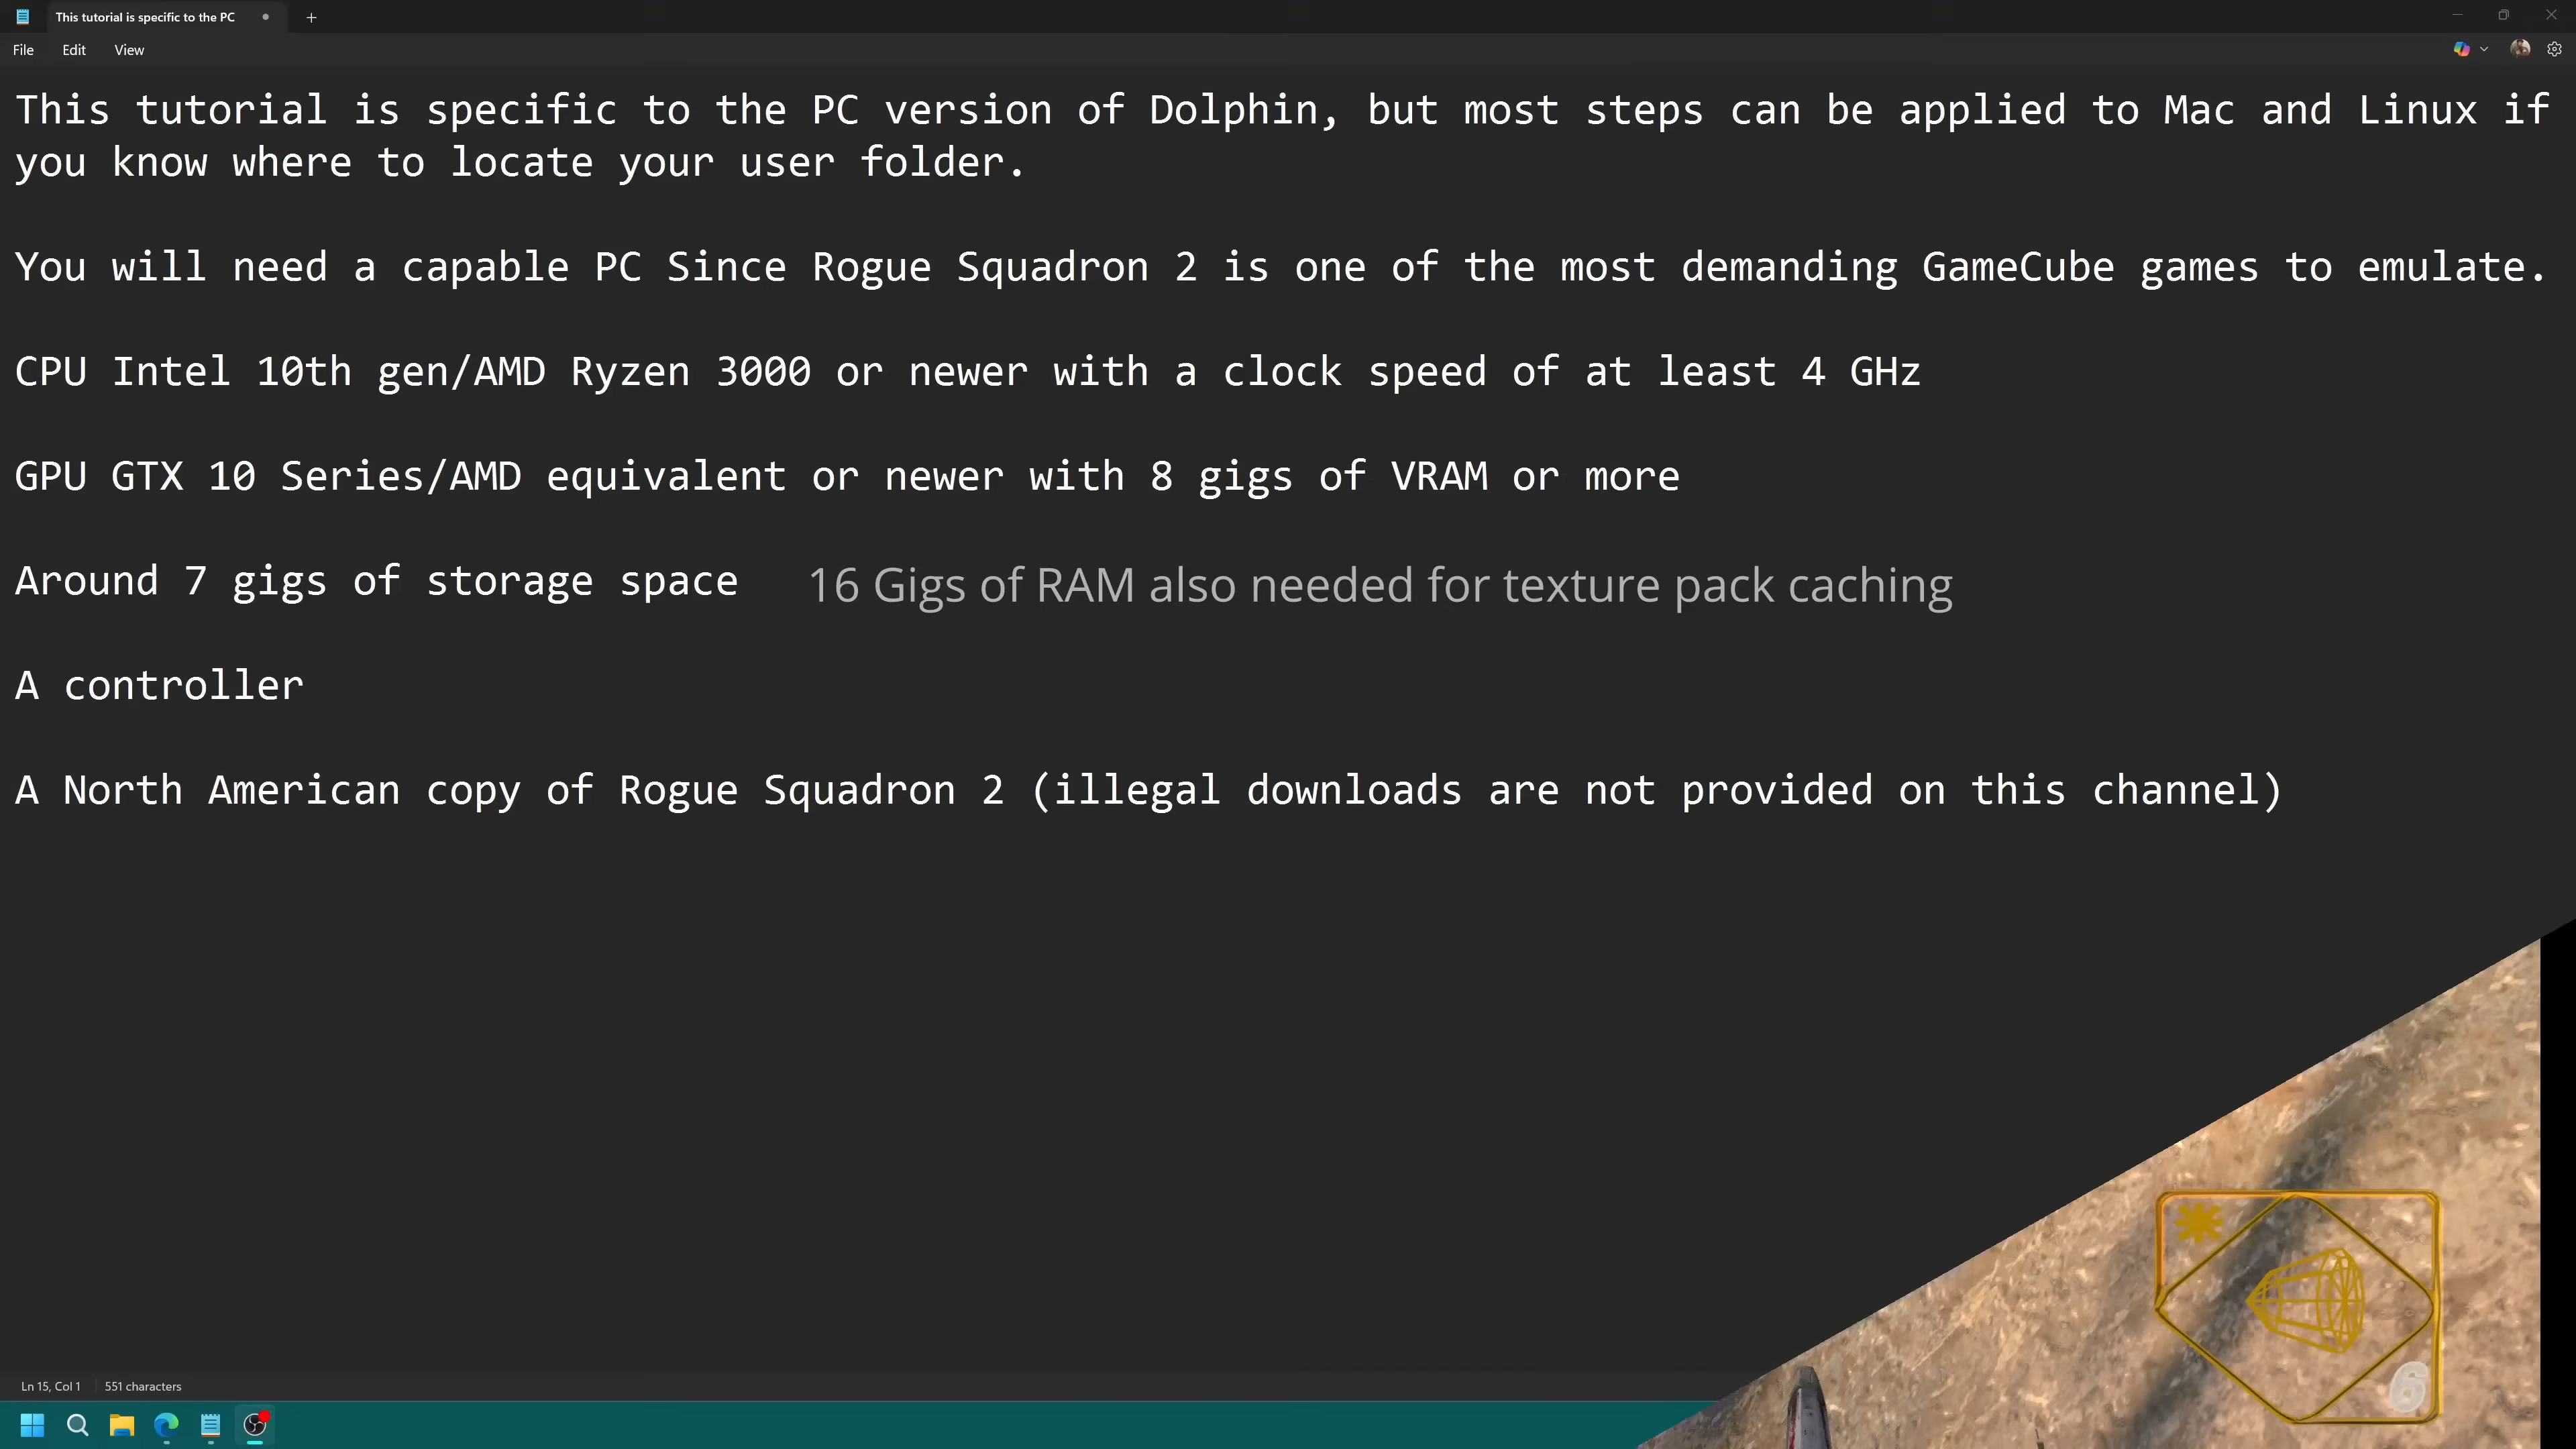 This tutorial is specific to the PC
File Edit View
This tutorial is specific to the PC version of Dolphin, but most steps can be applied to Mac and Linux if
you know where to locate your user folder.
You will need a capable PC Since Rogue Squadron 2 is one of the most demanding GameCube games to emulate.
CPU Intel 10th gen/AMD Ryzen 3000 or newer with a clock speed of at least 4 GHz
GPU GTX 10 Series/AMD equivalent or newer with 8 gigs of VRAM or more
Around 7 gigs of storage space 16 Gigs of RAM also needed for texture pack caching
A controller
A North American copy of Rogue Squadron 2 (illegal downloads are not provided on this channel)
6
Ln 15, Col 1 551 characters